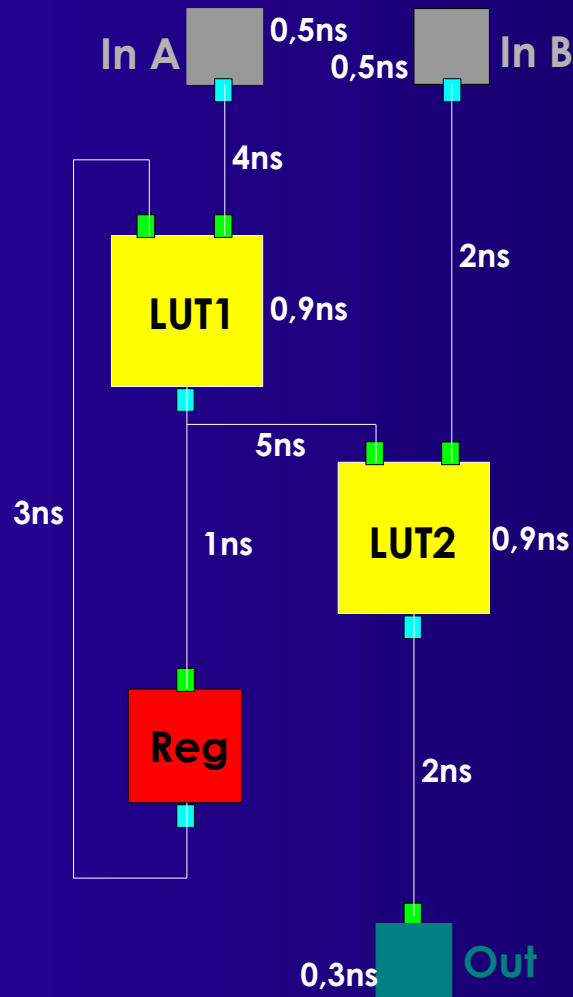 In A
0,5ns
0,5ns
In B
4ns
2ns
LUT1
0,9ns
5ns
3ns
1ns
LUT2
0,9ns
Reg
2ns
Out
0,3ns